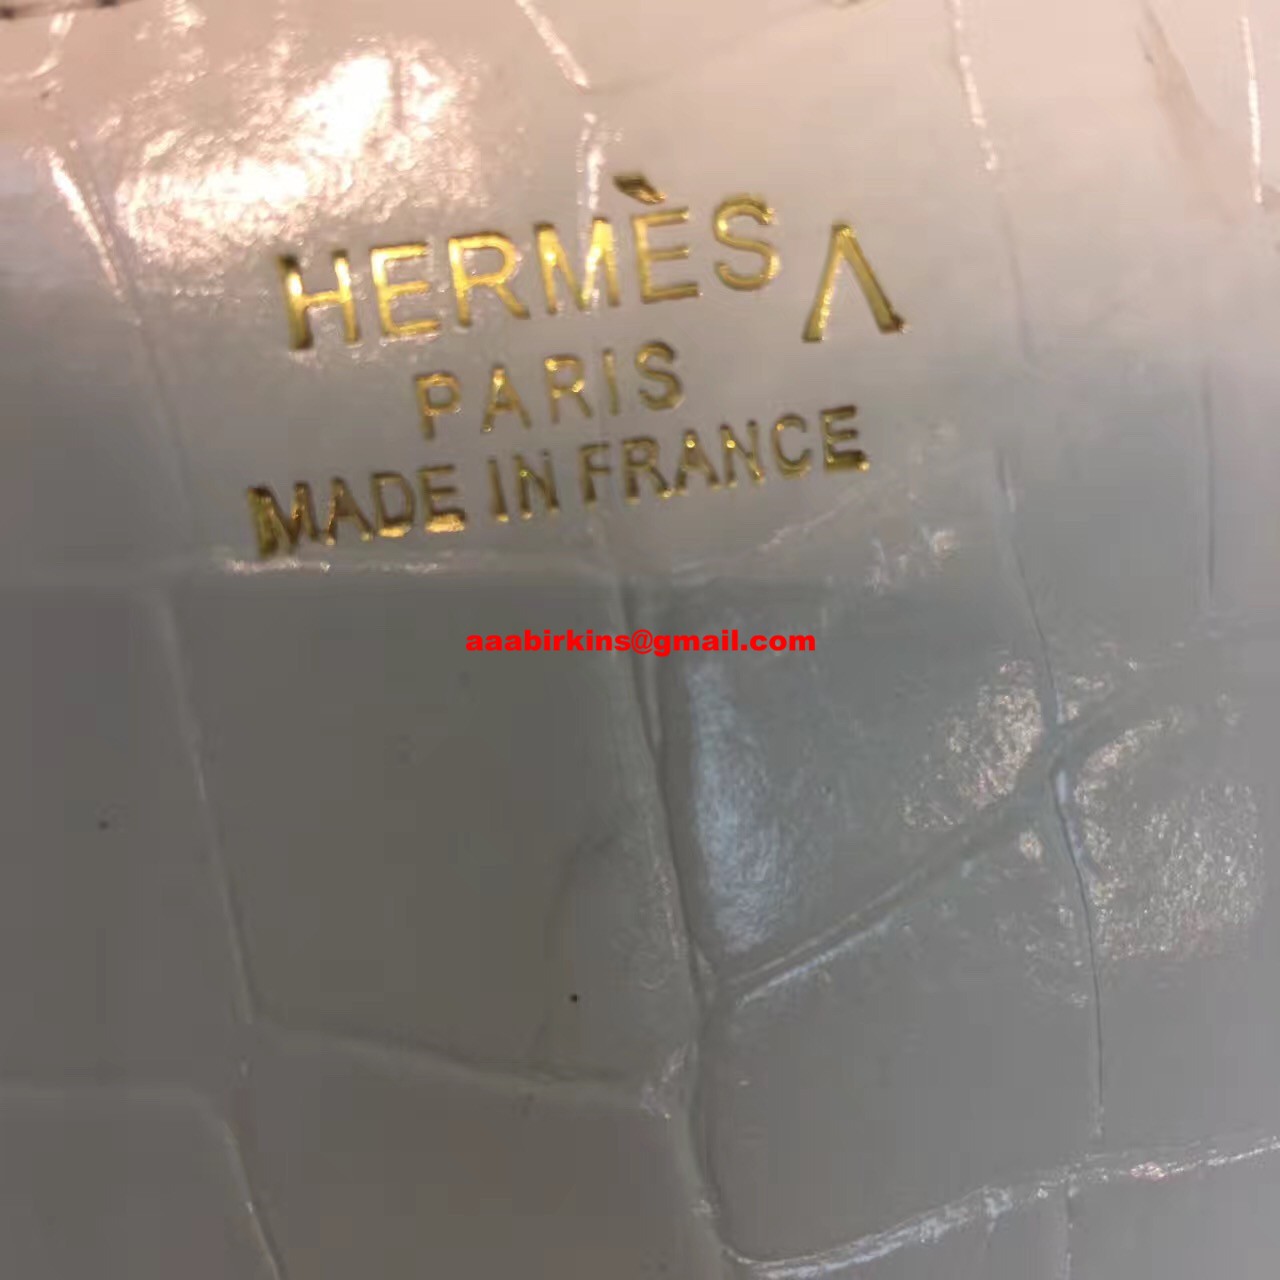 HERMÈS Λ
PARIS
MADE IN FRANCE
aaabirkins@gmail.com